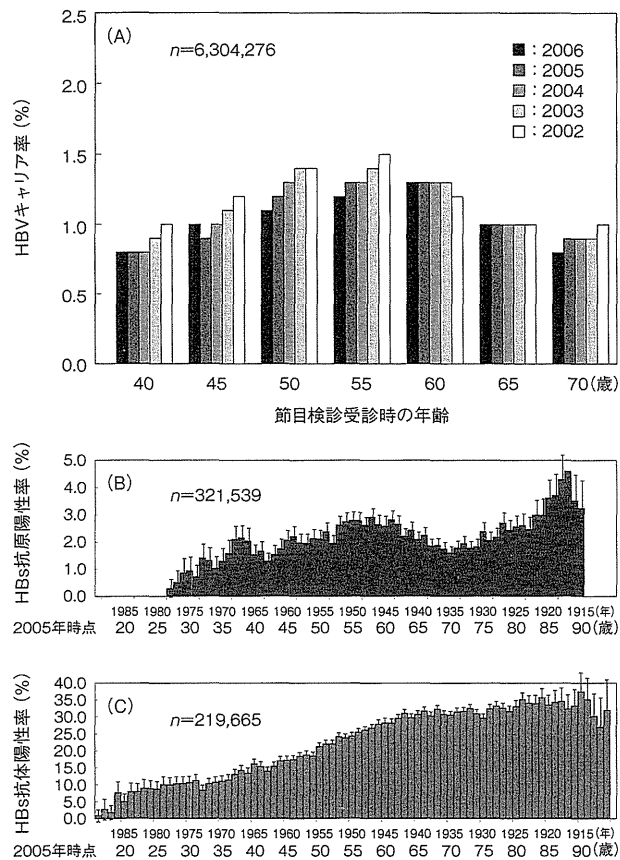 (A)
n=6,304,276
■：2006
■：2005
■：2004
■：2003
□：2002
HBVキャリア率 (%)
2.5
2.0
1.5
1.0
0.5
0.0
40 45 50 55 60 65 70(歳)
節目検診受診時の年齢
(B)
n=321,539
HBs抗原陽性率 (%)
5.0
4.0
3.0
2.0
1.0
0.0
1985 1980 1975 1970 1965 1960 1955 1950 1945 1940 1935 1930 1925 1920 1915(年)
2005年時点 20 25 30 35 40 45 50 55 60 65 70 75 80 85 90(歳)
(C)
n=219,665
HBs抗体陽性率 (%)
40.0
35.0
30.0
25.0
20.0
15.0
10.0
5.0
0.0
1985 1980 1975 1970 1965 1960 1955 1950 1945 1940 1935 1930 1925 1920 1915(年)
2005年時点 20 25 30 35 40 45 50 55 60 65 70 75 80 85 90(歳)